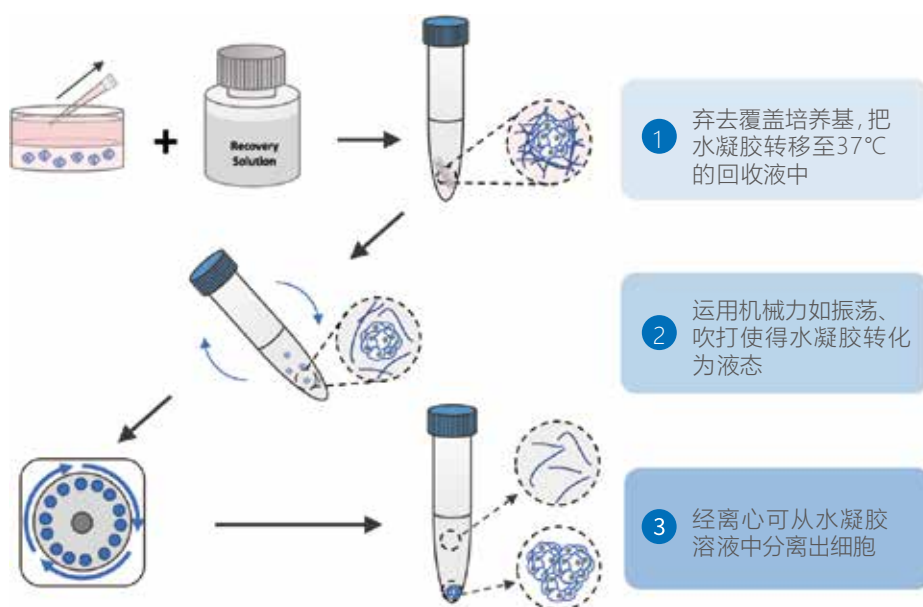 Recovery
Solution
1
弃去覆盖培养基,把
水凝胶转移至37℃
的回收液中
2
运用机械力如振荡、
吹打使得水凝胶转化
为液态
3
经离心可从水凝胶
溶液中分离出细胞